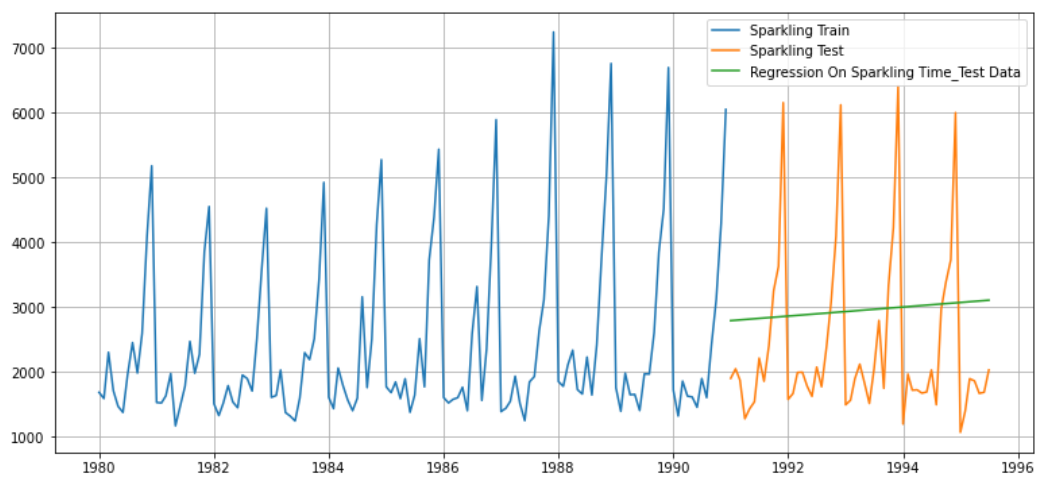 Sparkling Train
Sparkling Test
Regression On Sparkling Time_Test Data
7000
6000
5000
4000
3000
2000
1000
1980 1982 1984 1986 1988 1990 1992 1994 1996